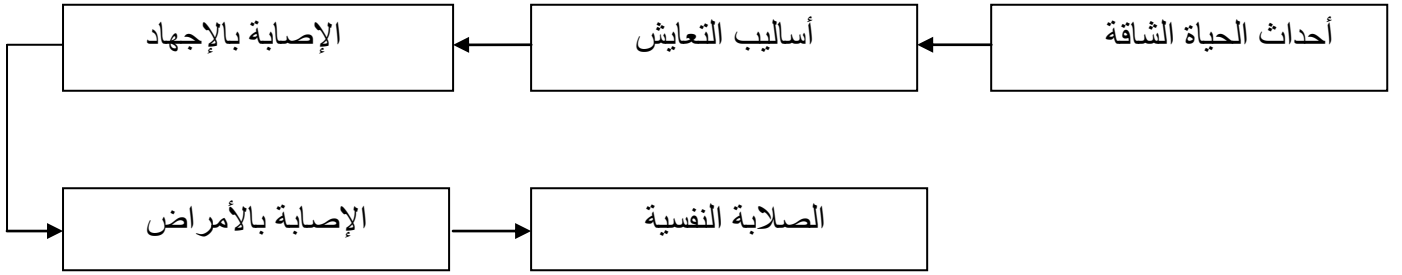 أحداث الحياة الشاقة
أساليب التعايش
الإصابة بالإجهاد
الإصابة بالأمراض
الصلابة النفسية